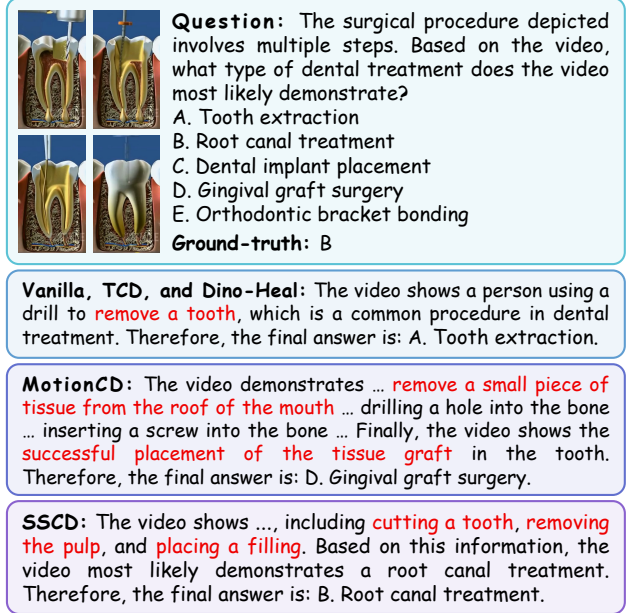 Question: The surgical procedure depicted
involves multiple steps. Based on the video,
what type of dental treatment does the video
most likely demonstrate?
A. Tooth extraction
B. Root canal treatment
C. Dental implant placement
D. Gingival graft surgery
E. Orthodontic bracket bonding
Ground-truth: B
Vanilla, TCD, and Dino-Heal: The video shows a person using a
drill to remove a tooth, which is a common procedure in dental
treatment. Therefore, the final answer is: A. Tooth extraction.
MotionCD: The video demonstrates ... remove a small piece of
tissue from the roof of the mouth ... drilling a hole into the bone
... inserting a screw into the bone ... Finally, the video shows the
successful placement of the tissue graft in the tooth.
Therefore, the final answer is: D. Gingival graft surgery.
SSCD: The video shows ..., including cutting a tooth, removing
the pulp, and placing a filling. Based on this information, the
video most likely demonstrates a root canal treatment.
Therefore, the final answer is: B. Root canal treatment.